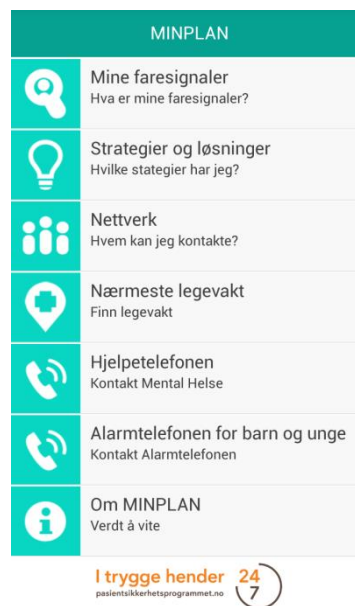 MINPLAN
Mine faresignaler
Hva er mine faresignaler?
Strategier og løsninger
Hvilke stategier har jeg?
Nettverk
Hvem kan jeg kontakte?
Nærmeste legevakt
Finn legevakt
Hjelpetelefonen
Kontakt Mental Helse
Alarmtelefonen for barn og unge
Kontakt Alarmtelefonen
Om MINPLAN
Verdt å vite
I trygge hender 24
pasientsikkerhetsprogrammet.no 7